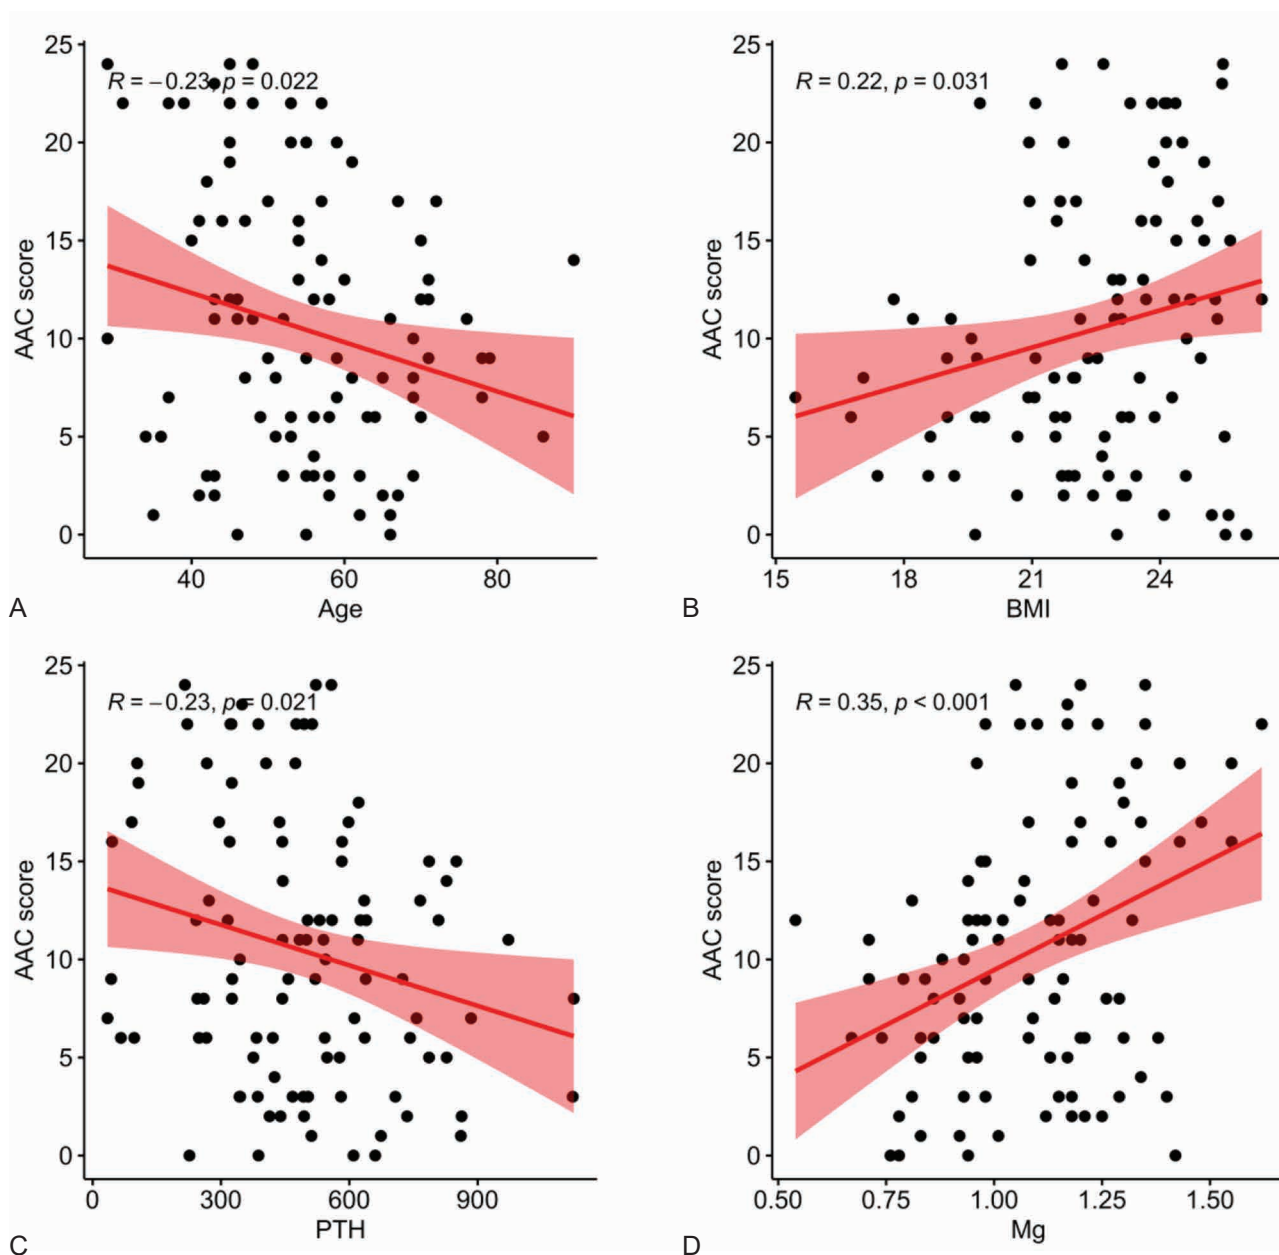 25
20
15
10
5
0
AAC score
R = −0.23, p = 0.022
40 60 80
Age
A
25
20
15
10
5
0
AAC score
R = 0.22, p = 0.031
15 18 21 24
BMI
B
25
20
15
10
5
0
AAC score
R = −0.23, p = 0.021
0 300 600 900
PTH
C
25
20
15
10
5
0
AAC score
R = 0.35, p < 0.001
0.50 0.75 1.00 1.25 1.50
Mg
D